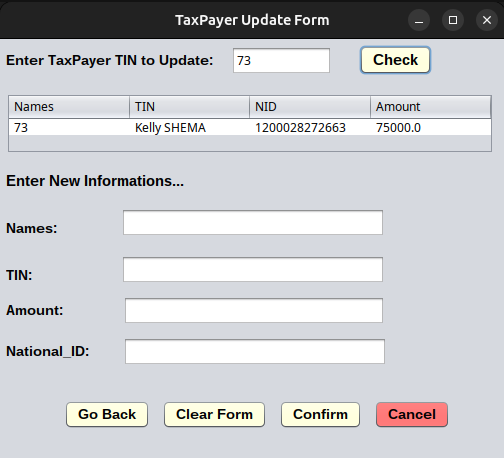 TaxPayer Update Form
Enter TaxPayer TIN to Update: 73 Check
Names TIN NID Amount
73 Kelly SHEMA 1200028272663 75000.0
Enter New Informations...
Names:
TIN:
Amount:
National_ID:
Go Back Clear Form Confirm Cancel